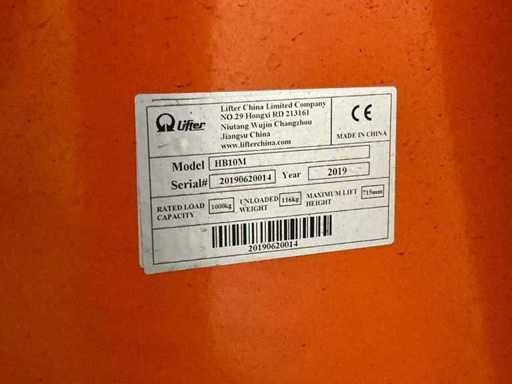 Lifter
Lifter China Limited Company
NO.29 Hongxi RD 213161
Niutang Wujin Changzhou
Jiangsu China
www.lifterchina.com
CE
MADE IN CHINA
Model HB10M
Serial# 20190620014 Year 2019
RATED LOAD CAPACITY 1000kg UNLOADED WEIGHT 116kg MAXIMUM LIFT HEIGHT 715mm
20190620014